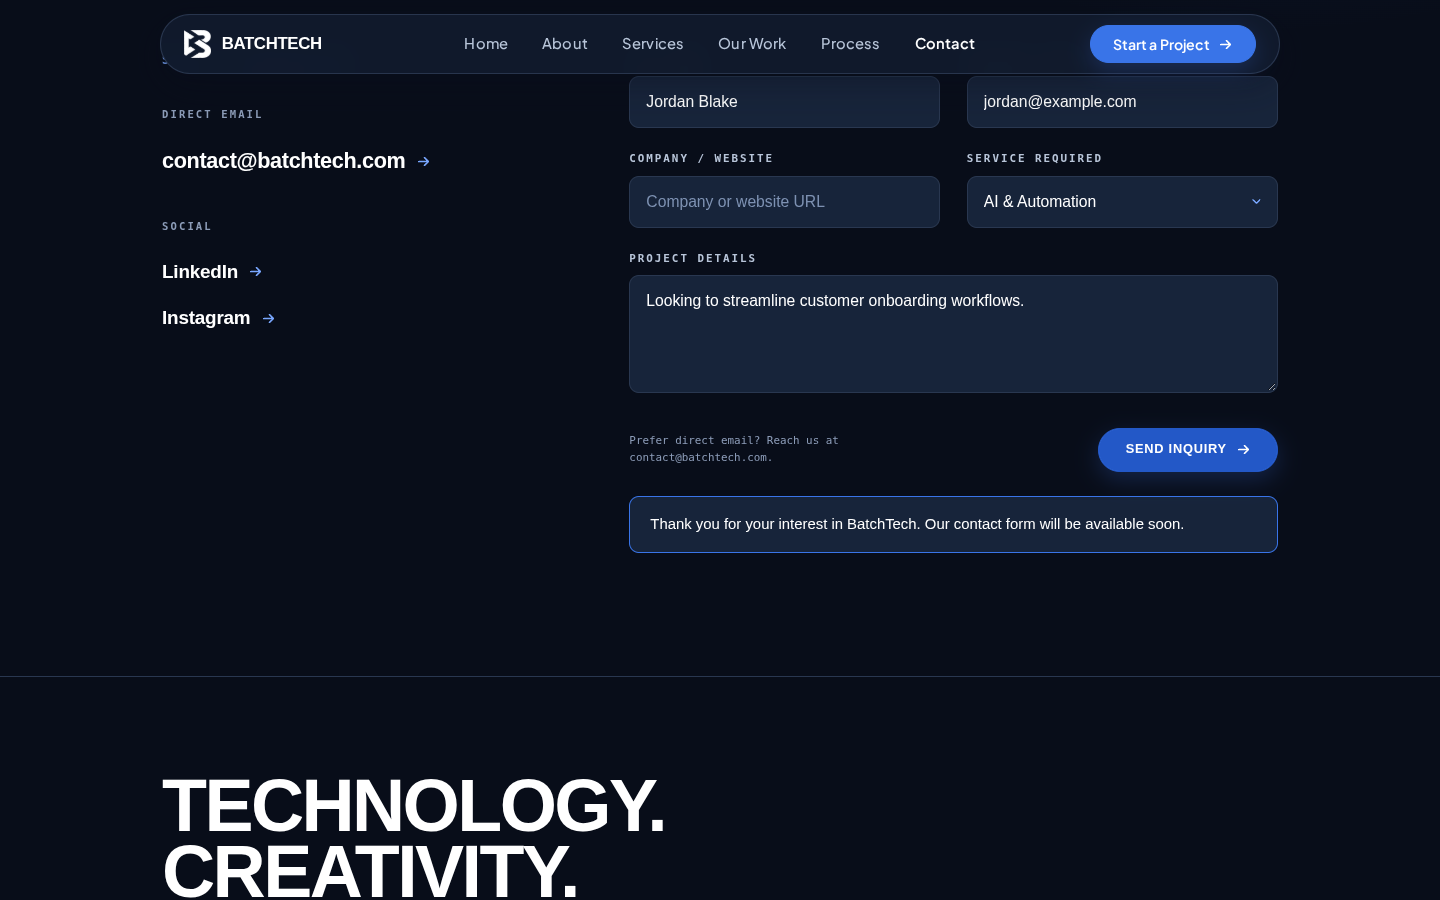 BATCHTECH
Home
About
Services
Our Work
Process
Contact
Start a Project
DIRECT EMAIL
contact@batchtech.com
SOCIAL
LinkedIn
Instagram
Jordan Blake
jordan@example.com
COMPANY / WEBSITE
SERVICE REQUIRED
Company or website URL
AI & Automation
PROJECT DETAILS
Looking to streamline customer onboarding workflows.
Prefer direct email? Reach us at
contact@batchtech.com.
SEND INQUIRY
Thank you for your interest in BatchTech. Our contact form will be available soon.
TECHNOLOGY.
CREATIVITY.